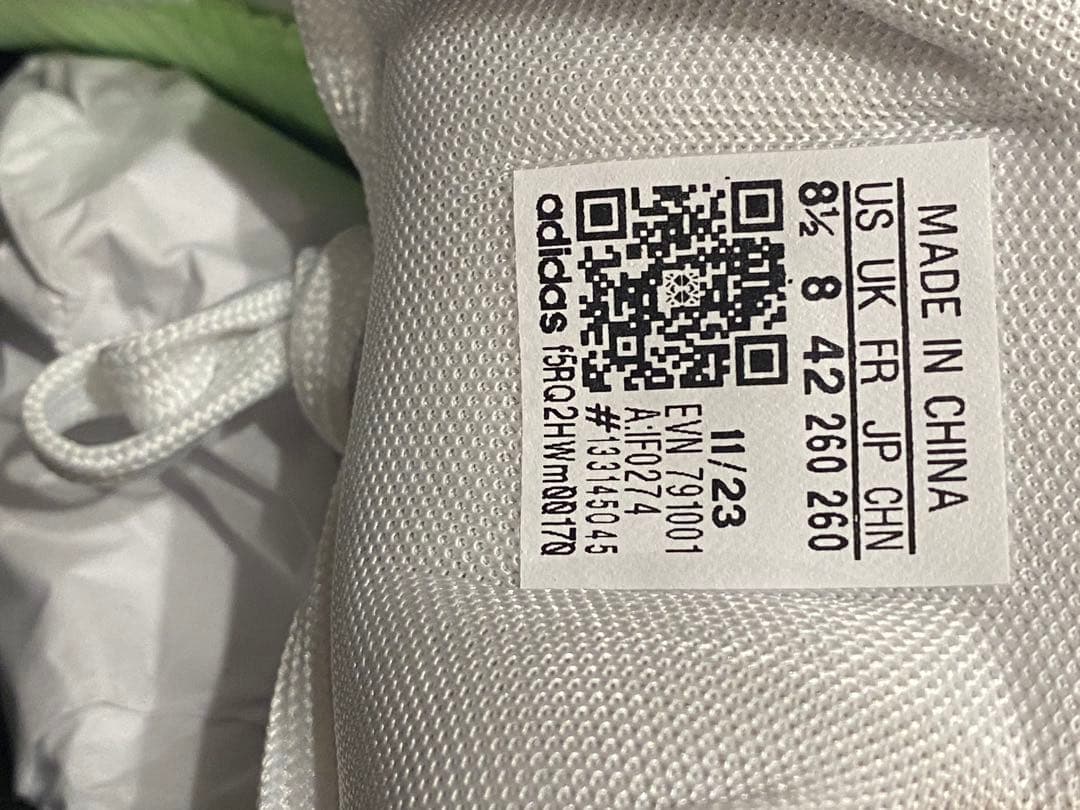 MADE IN CHINA
US UK FR JP CHN
8½ 8 42 260 260
11/23
EVN 791001
A:IF0274
#133145045
adidas f5RQ2HWmQQ17Q